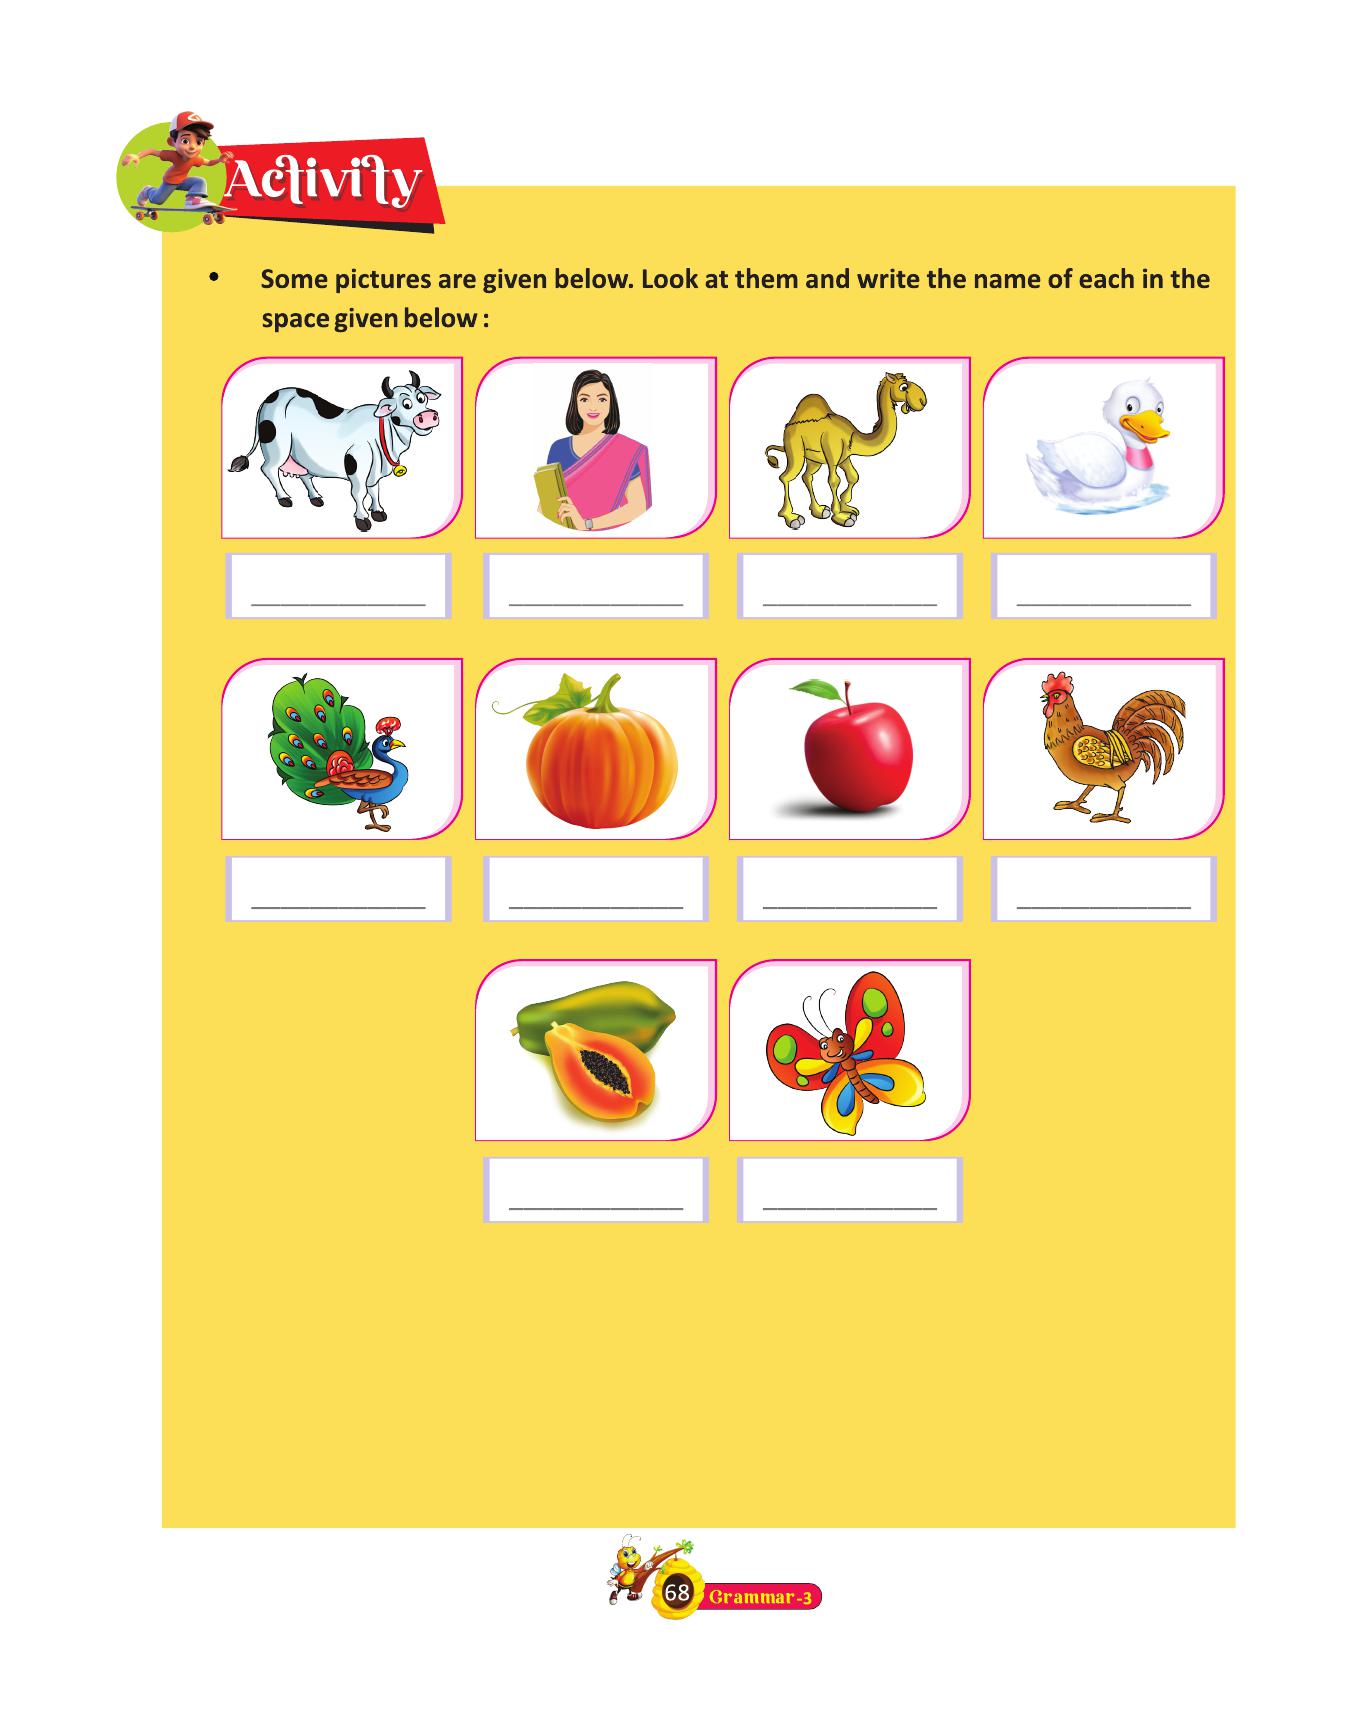 Activity
• Some pictures are given below. Look at them and write the name of each in the
space given below :
____________ ____________ ____________ ____________
____________ ____________ ____________ ____________
____________ ____________
68 Grammar-3